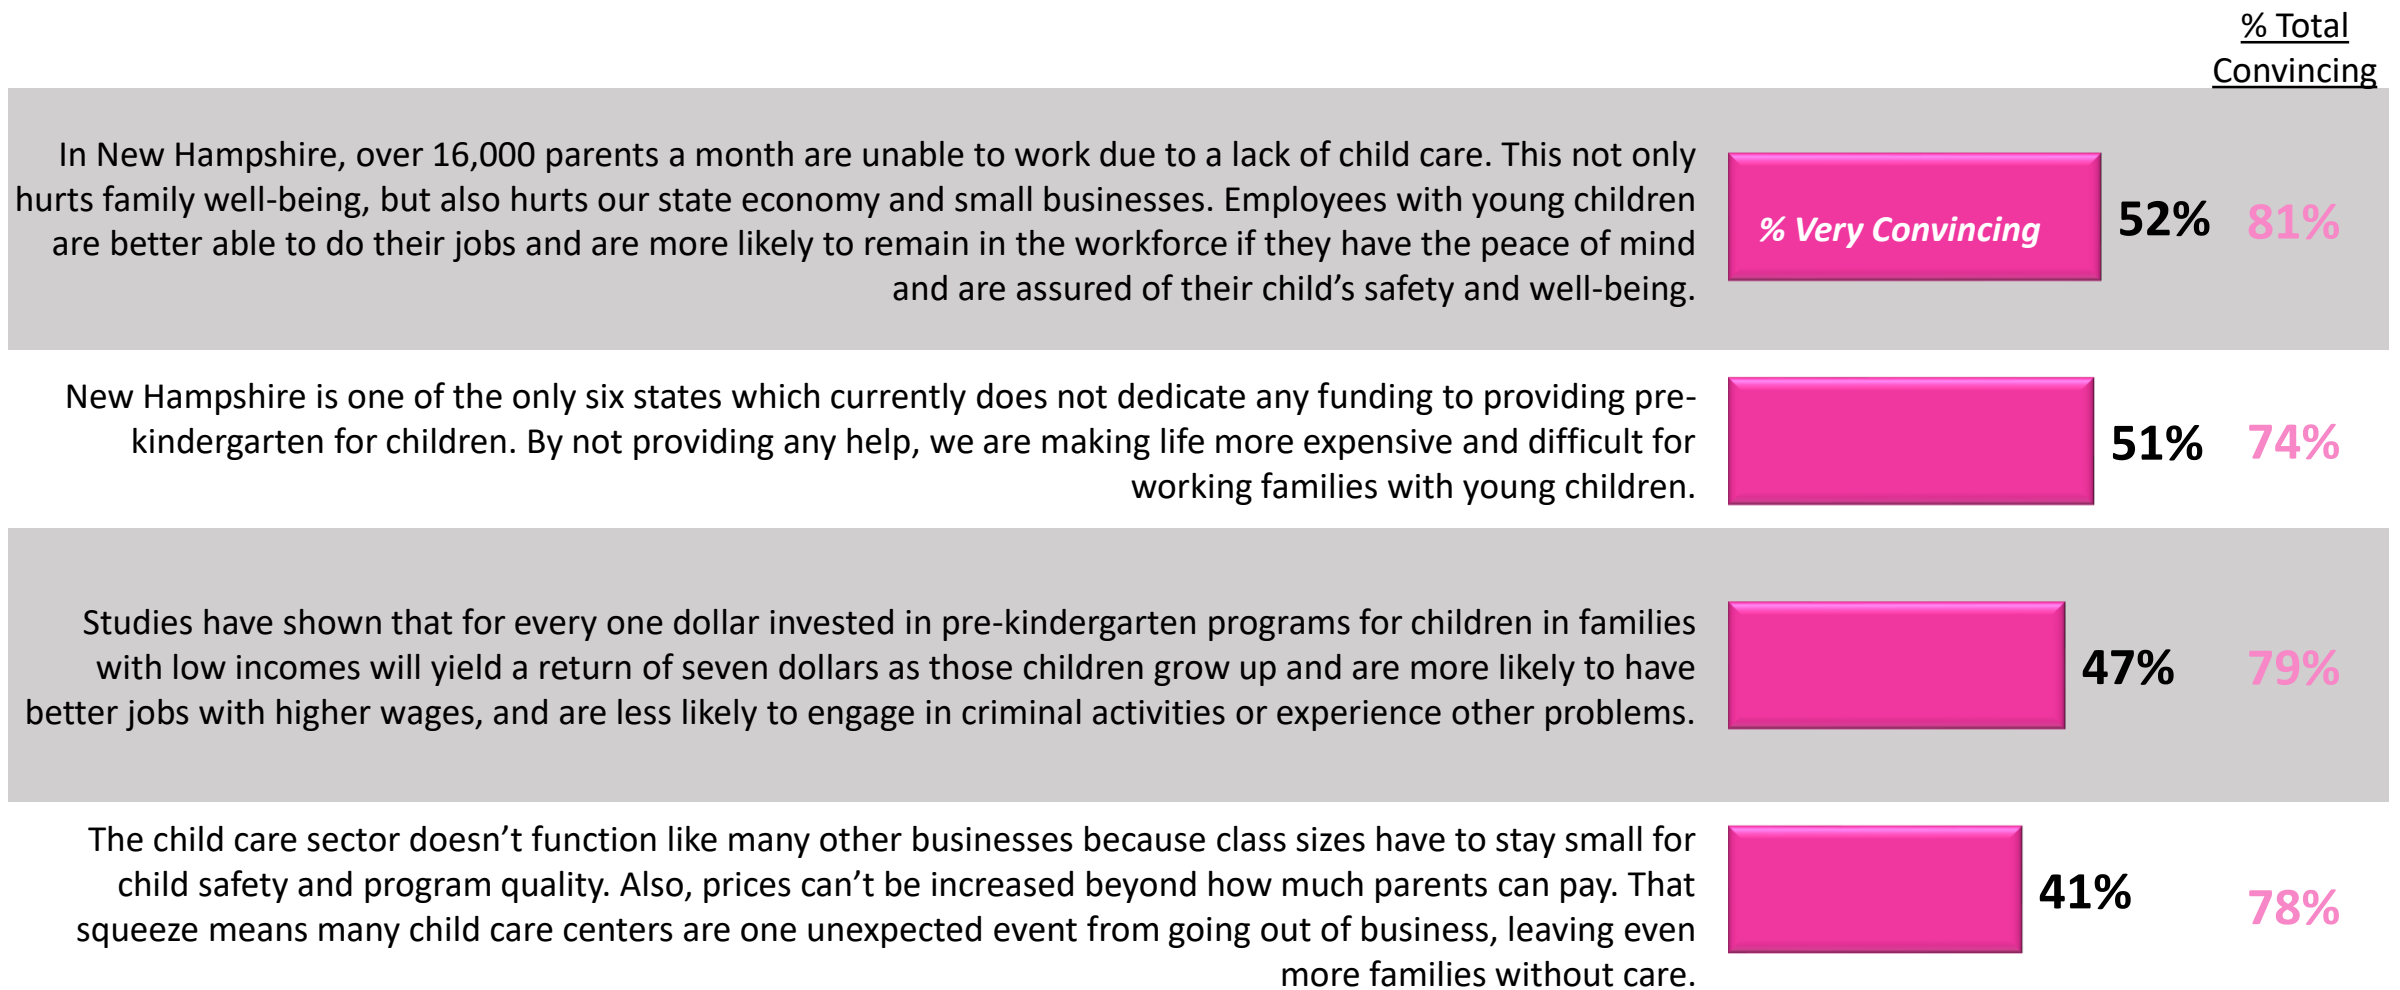 % Total
Convincing
In New Hampshire, over 16,000 parents a month are unable to work due to a lack of child care. This not only
hurts family well-being, but also hurts our state economy and small businesses. Employees with young children
are better able to do their jobs and are more likely to remain in the workforce if they have the peace of mind
and are assured of their child’s safety and well-being.
% Very Convincing
52%
81%
New Hampshire is one of the only six states which currently does not dedicate any funding to providing pre-
kindergarten for children. By not providing any help, we are making life more expensive and difficult for
working families with young children.
51%
74%
Studies have shown that for every one dollar invested in pre-kindergarten programs for children in families
with low incomes will yield a return of seven dollars as those children grow up and are more likely to have
better jobs with higher wages, and are less likely to engage in criminal activities or experience other problems.
47%
79%
The child care sector doesn’t function like many other businesses because class sizes have to stay small for
child safety and program quality. Also, prices can’t be increased beyond how much parents can pay. That
squeeze means many child care centers are one unexpected event from going out of business, leaving even
more families without care.
41%
78%